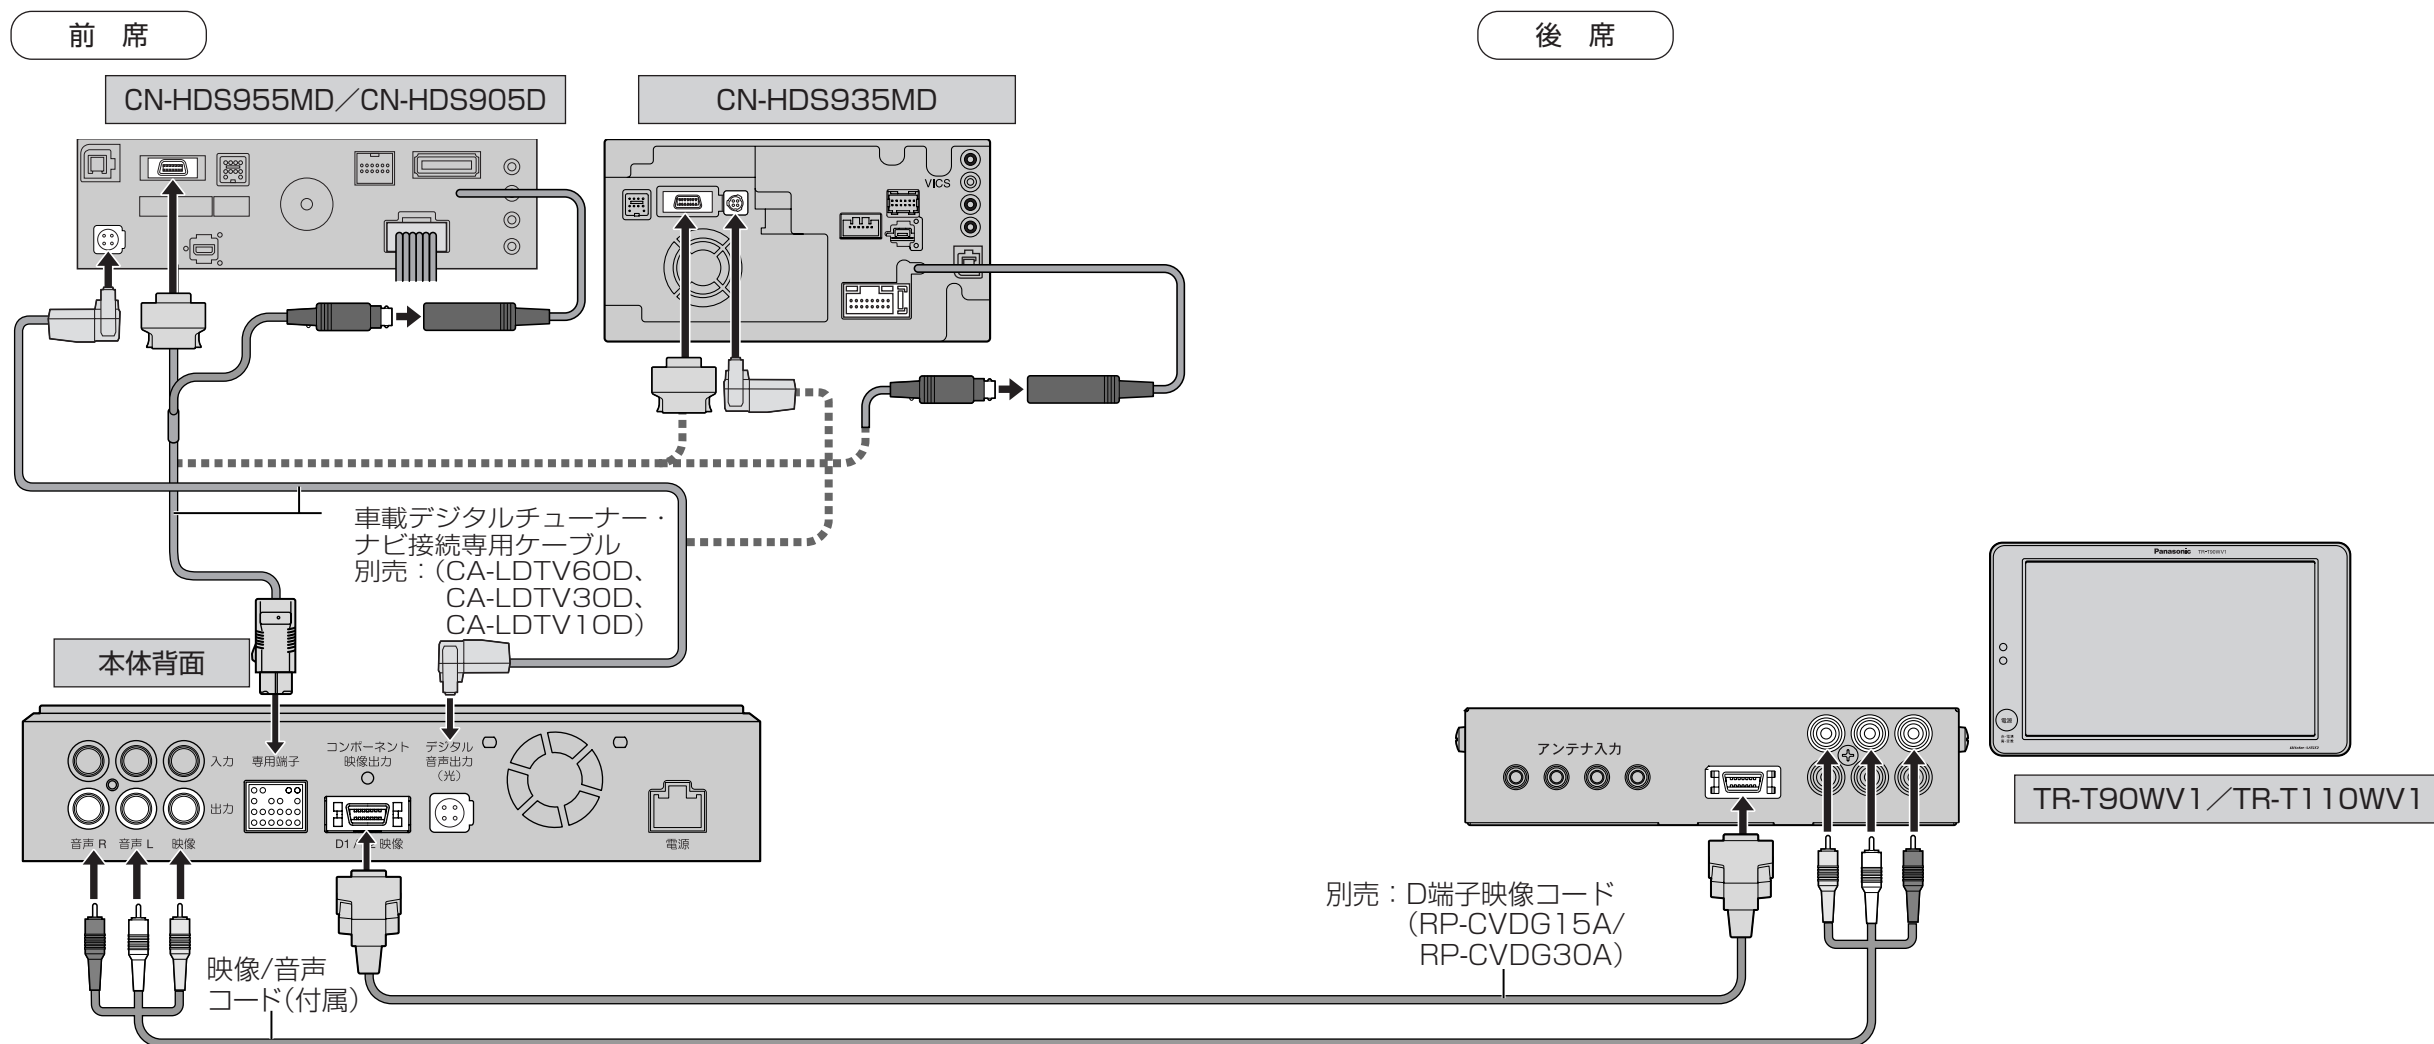 前 席
後 席
CN-HDS955MD／CN-HDS905D
CN-HDS935MD
VICS
車載デジタルチューナー・
ナビ接続専用ケーブル
別売：（CA-LDTV60D、
CA-LDTV30D、
CA-LDTV10D）
本体背面
入力
出力
専用端子
コンポーネント
映像出力
デジタル
音声出力
（光）
音声 R
音声 L
映像
D1 /
映像
電源
映像/音声
コード（付属）
アンテナ入力
別売：D端子映像コード
（RP-CVDG15A/
RP-CVDG30A）
Panasonic TR-T90WV1
電源
TR-T90WV1／TR-T110WV1